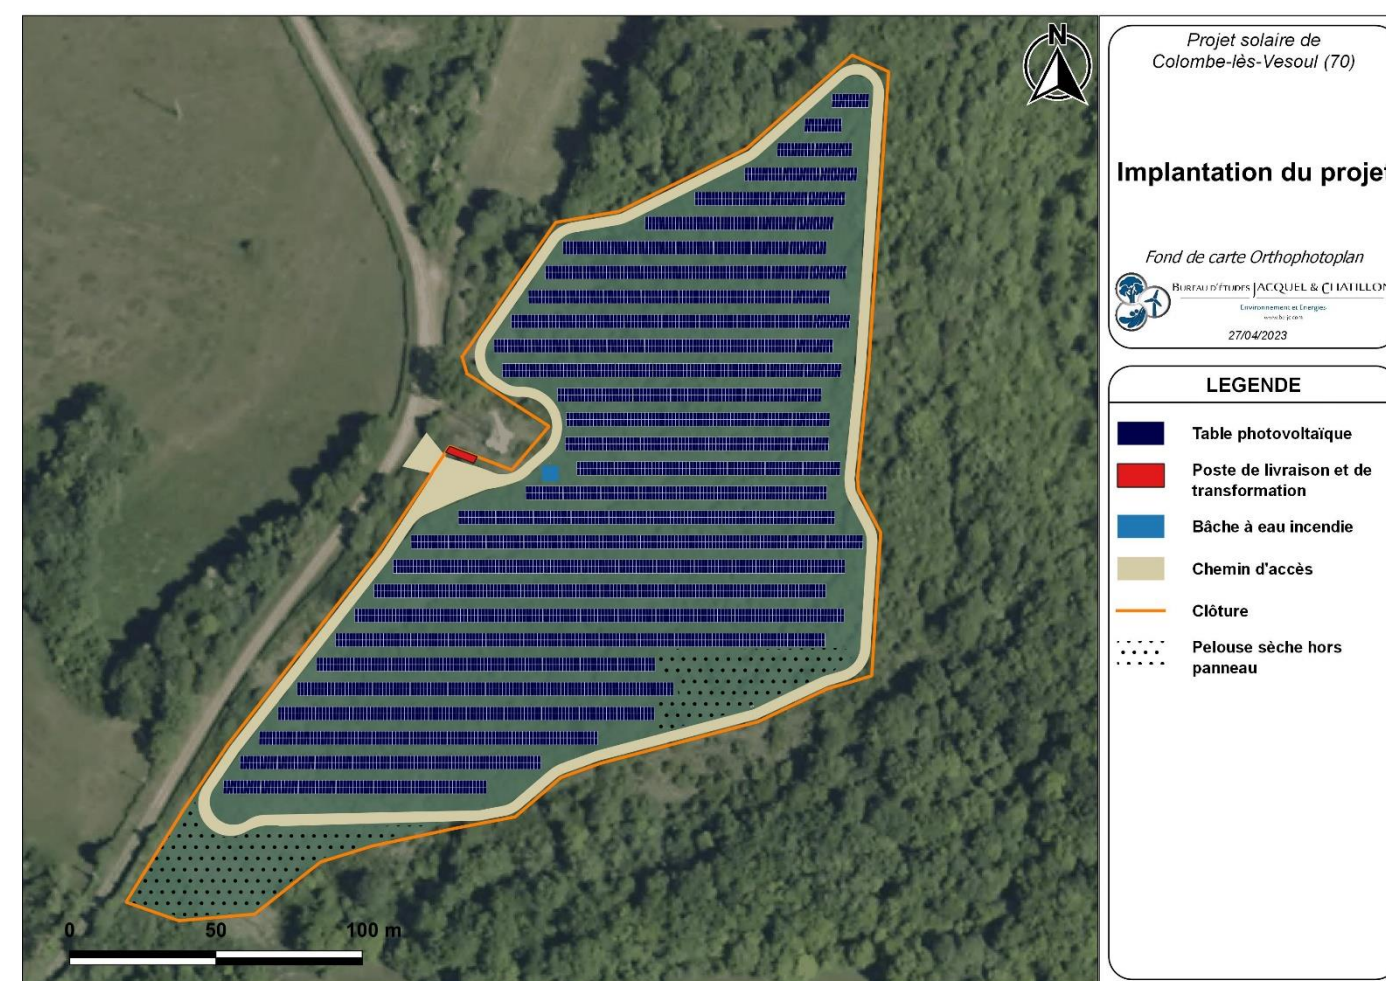 N
Projet solaire de
Colombe-lès-Vesoul (70)
Implantation du projet
Fond de carte Orthophotoplan
BUREAU D'ÉTUDES JACQUEL & CHATILLON
Environnement et Energies
27/04/2023
LEGENDE
Table photovoltaïque
Poste de livraison et de
transformation
Bâche à eau incendie
Chemin d'accès
Clôture
Pelouse sèche hors
panneau
0 50 100 m